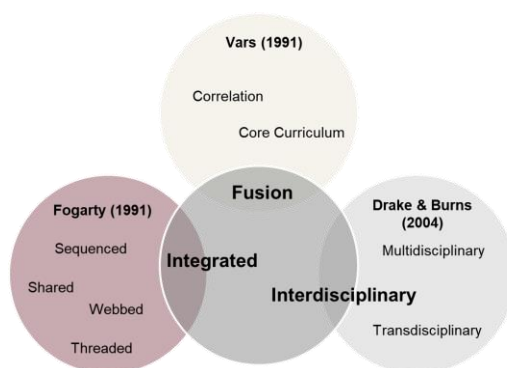 Vars (1991)
Correlation
Core Curriculum
Fusion
Fogarty (1991)
Sequenced
Integrated
Shared
Webbed
Threaded
Drake & Burns
(2004)
Multidisciplinary
Interdisciplinary
Transdisciplinary